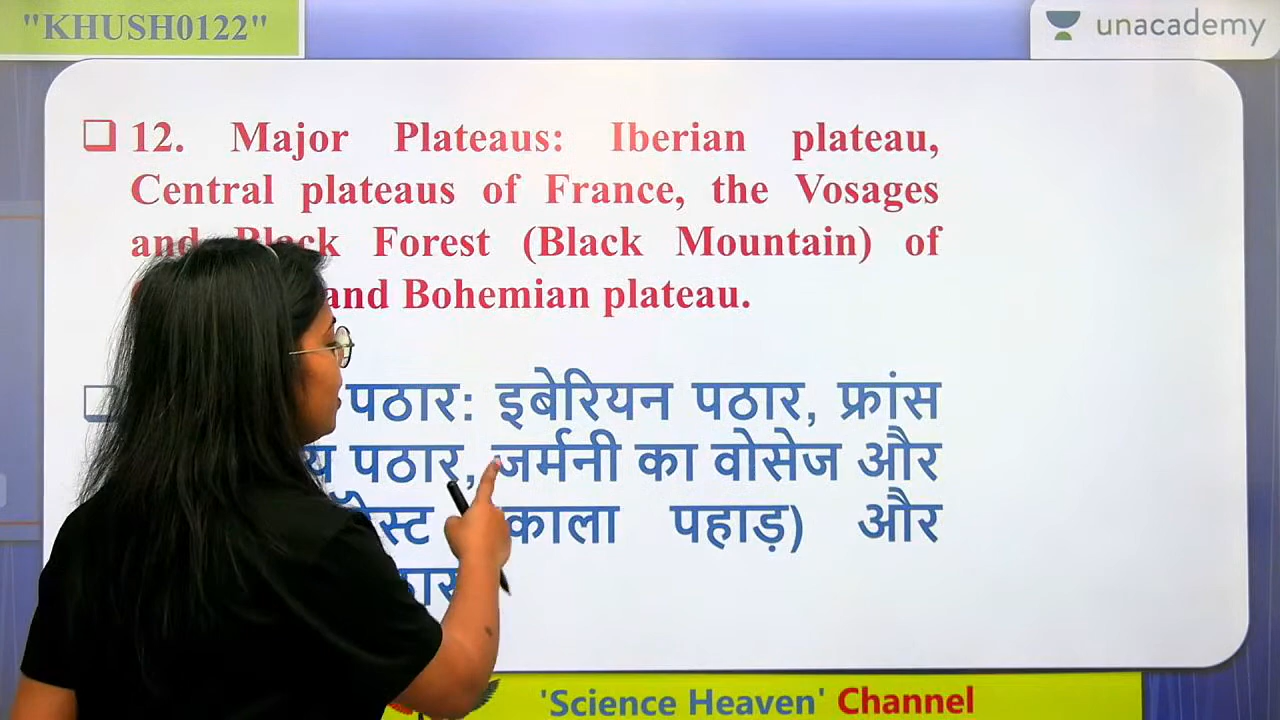 "KHUSH0122"
unacademy
12. Major Plateaus: Iberian plateau,
Central plateaus of France, the Vosages
and Black Forest (Black Mountain) of
and Bohemian plateau.
पठार: इबेरियन पठार, फ्रांस
पठार, जर्मनी का वोसेज और
काला पहाड़) और
'Science Heaven' Channel